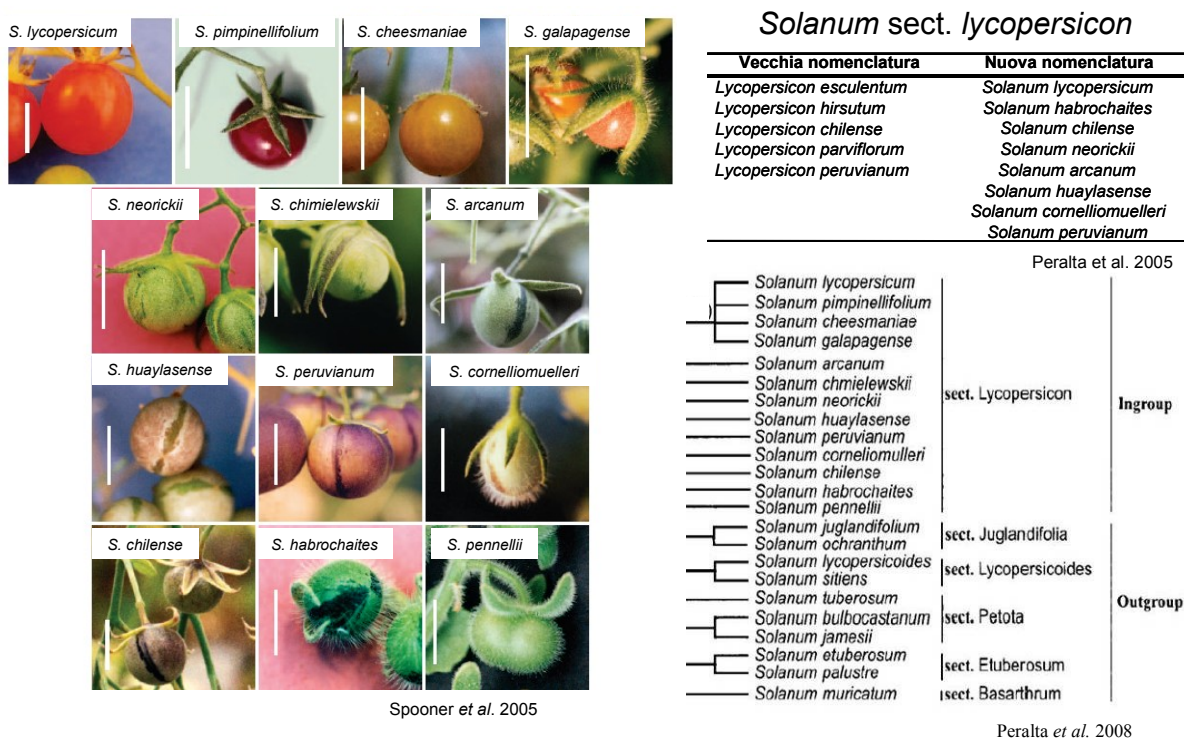 S. lycopersicum
S. pimpinellifolium
S. cheesmaniae
S. galapagense
S. neorickii
S. chimielewskii
S. arcanum
S. huaylasense
S. peruvianum
S. cornelliomuelleri
S. chilense
S. habrochaites
S. pennellii
Spooner et al. 2005
Solanum sect. lycopersicon
Vecchia nomenclatura Nuova nomenclatura
Lycopersicon esculentum Solanum lycopersicum
Lycopersicon hirsutum Solanum habrochaites
Lycopersicon chilense Solanum chilense
Lycopersicon parviflorum Solanum neorickii
Lycopersicon peruvianum Solanum arcanum
Solanum huaylasense
Solanum cornelliomuelleri
Solanum peruvianum
Peralta et al. 2005
Solanum lycopersicum
Solanum pimpinellifolium
Solanum cheesmaniae
Solanum galapagense
Solanum arcanum
Solanum chmielewskii
Solanum neorickii
Solanum huaylasense
Solanum peruvianum
Solanum corneliomulleri
Solanum chilense
Solanum habrochaites
Solanum pennellii
sect. Lycopersicon
Ingroup
Solanum juglandifolium
Solanum ochranthum
sect. Juglandifolia
Solanum lycopersicoides
Solanum sitiens
sect. Lycopersicoides
Solanum tuberosum
Solanum bulbocastanum
Solanum jamesii
sect. Petota
Solanum etuberosum
Solanum palustre
sect. Etuberosum
Solanum muricatum
sect. Basarthrum
Outgroup
Peralta et al. 2008